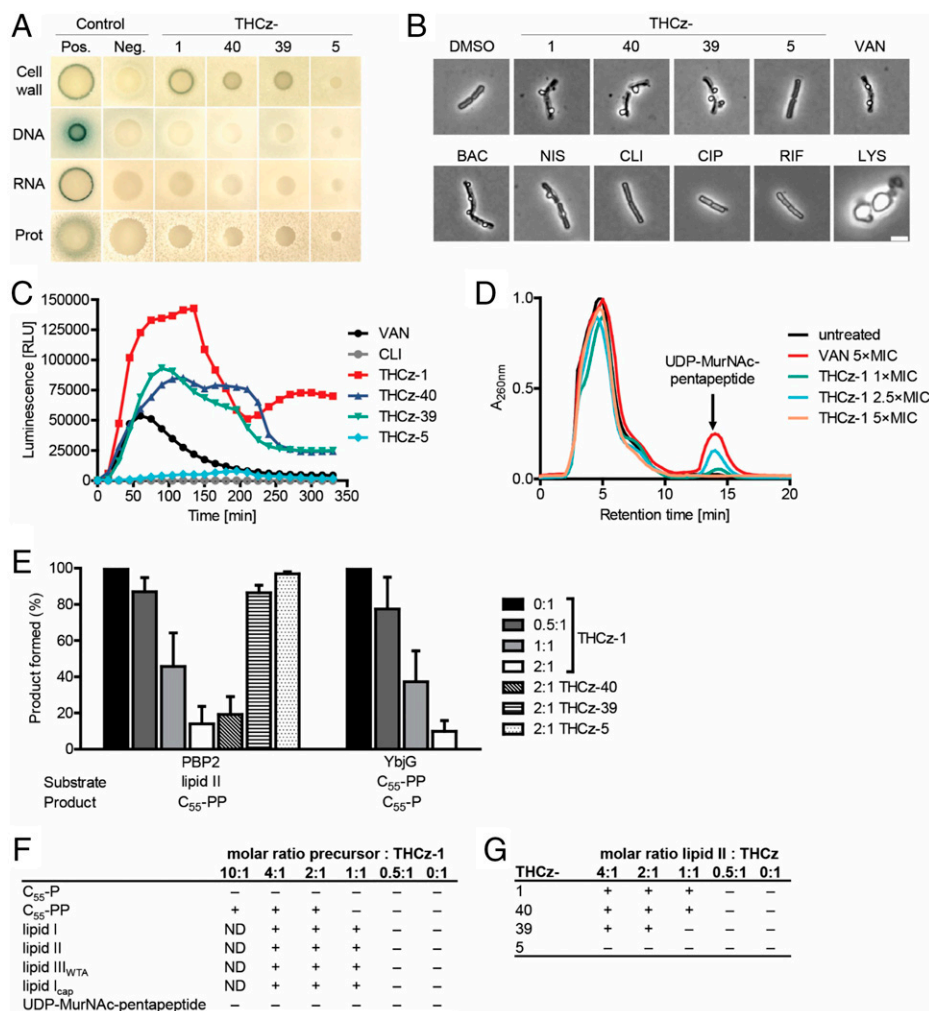 A
Control THCz-
Pos. Neg. 1 40 39 5
Cell
wall
DNA
RNA
Prot
B
THCz-
DMSO 1 40 39 5 VAN
BAC NIS CLI CIP RIF LYS
C
150000
125000
100000
75000
50000
25000
0
Luminescence [RLU]
0 50 100 150 200 250 300 350
Time [min]
VAN
CLI
THCz-1
THCz-40
THCz-39
THCz-5
D
1.0
0.5
0.0
A260nm
0 5 10 15 20
Retention time [min]
UDP-MurNAc-
pentapeptide
untreated
VAN 5×MIC
THCz-1 1×MIC
THCz-1 2.5×MIC
THCz-1 5×MIC
E
100
80
60
40
20
0
Product formed (%)
PBP2 YbjG
Substrate lipid II C55-PP
Product C55-PP C55-P
0:1
0.5:1
1:1
2:1
THCz-1
2:1 THCz-40
2:1 THCz-39
2:1 THCz-5
F
molar ratio precursor : THCz-1
10:1 4:1 2:1 1:1 0.5:1 0:1
C55-P – – – – – –
C55-PP + + + – – –
lipid I ND + + + – –
lipid II ND + + + – –
lipid IIIWTA ND + + + – –
lipid Icap ND + + + – –
UDP-MurNAc-pentapeptide – – – – – –
G
molar ratio lipid II : THCz
THCz- 4:1 2:1 1:1 0.5:1 0:1
1 + + + – –
40 + + + – –
39 + + – – –
5 – – – – –